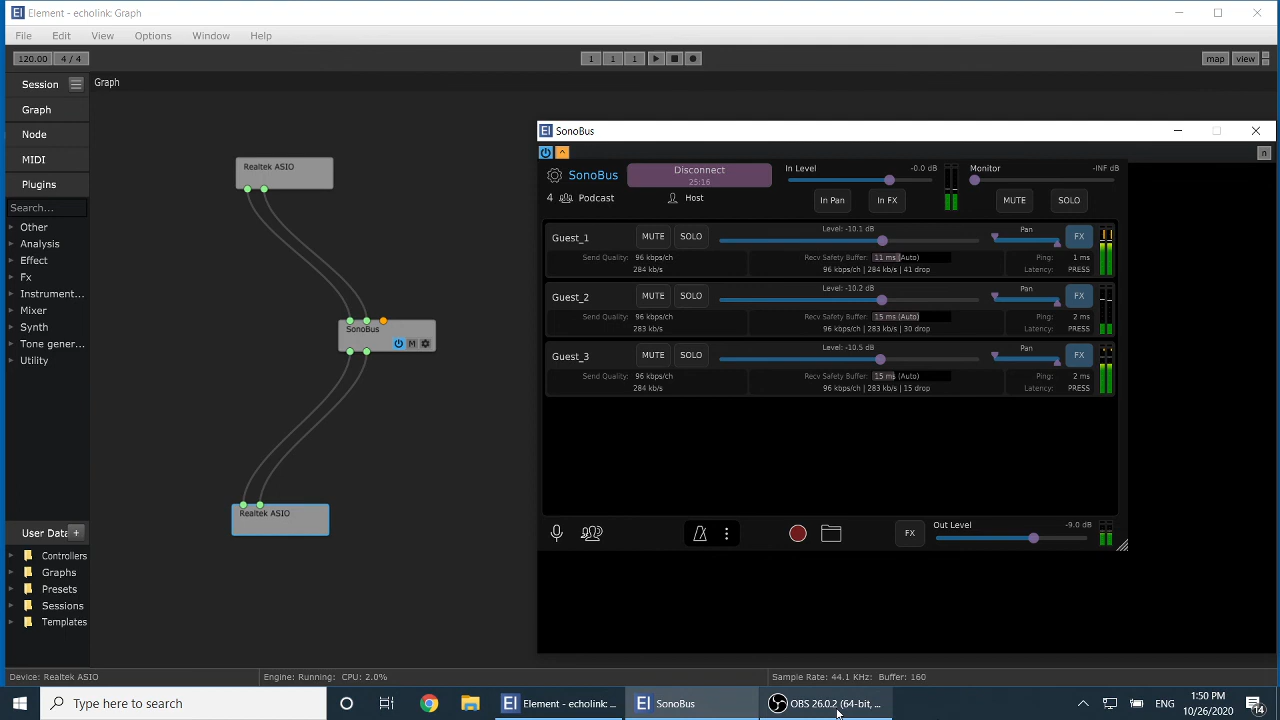 EI Element - echolink: Graph
File Edit View Options Window Help
120.00 4 / 4 1 1 1 map view
Session
Graph
Node
MIDI
Plugins
Search...
Other
Analysis
Effect
Fx
Instrument...
Mixer
Synth
Tone gener...
Utility
User Data +
Controllers
Graphs
Presets
Sessions
Templates
Graph
Realtek ASIO
SonoBus
M
Realtek ASIO
EI SonoBus
n
SonoBus Disconnect 25:16 In Level -0.0 dB Monitor -INF dB
4 Podcast Host In Pan In FX MUTE SOLO
Guest_1 MUTE SOLO Level: -10.1 dB Pan FX
Send Quality: 96 kbps/ch Recv Safety Buffer: 11 ms (Auto) Ping: 1 ms
284 kb/s 96 kbps/ch | 284 kb/s | 41 drop Latency: PRESS
Guest_2 MUTE SOLO Level: -10.2 dB Pan FX
Send Quality: 96 kbps/ch Recv Safety Buffer: 15 ms (Auto) Ping: 2 ms
283 kb/s 96 kbps/ch | 283 kb/s | 30 drop Latency: PRESS
Guest_3 MUTE SOLO Level: -10.5 dB Pan FX
Send Quality: 96 kbps/ch Recv Safety Buffer: 15 ms (Auto) Ping: 2 ms
284 kb/s 96 kbps/ch | 283 kb/s | 15 drop Latency: PRESS
FX Out Level -9.0 dB
Device: Realtek ASIO Engine: Running: CPU: 2.0% Sample Rate: 44.1 KHz: Buffer: 160
Type here to search EI Element - echolink: ... EI SonoBus OBS 26.0.2 (64-bit, ... ENG 1:50 PM
10/26/2020 14